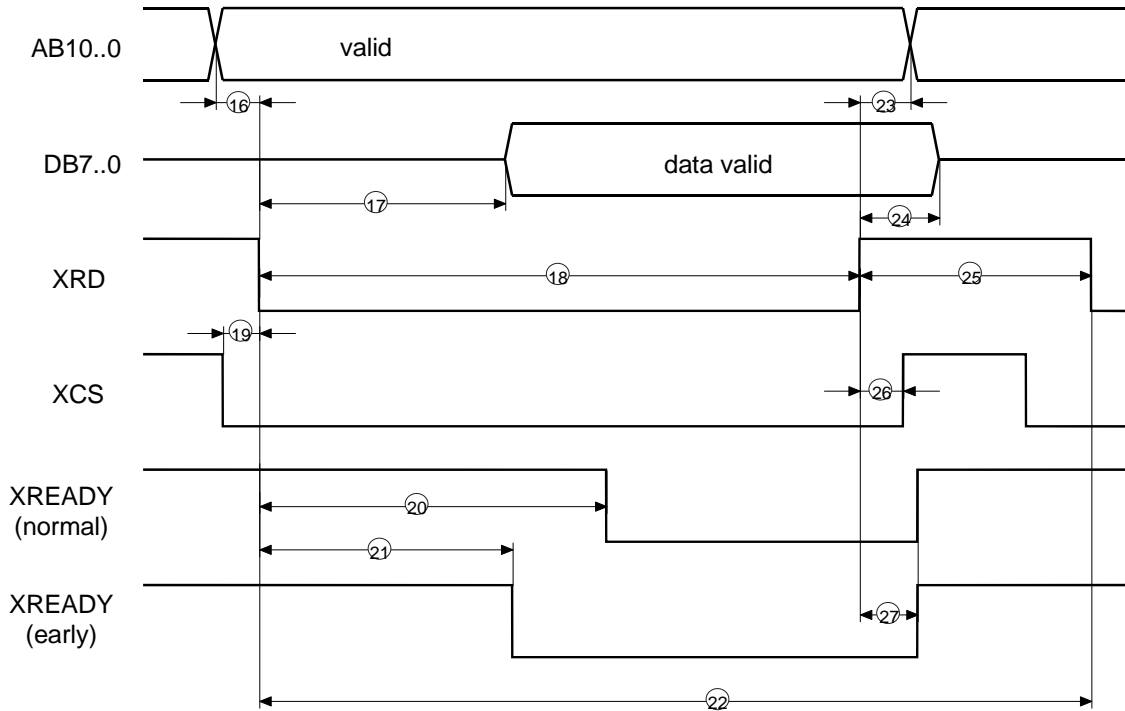 AB10..0
valid
16
23
DB7..0
data valid
17
24
XRD
18
25
19
XCS
26
XREADY
(normal)
20
21
XREADY
(early)
27
22